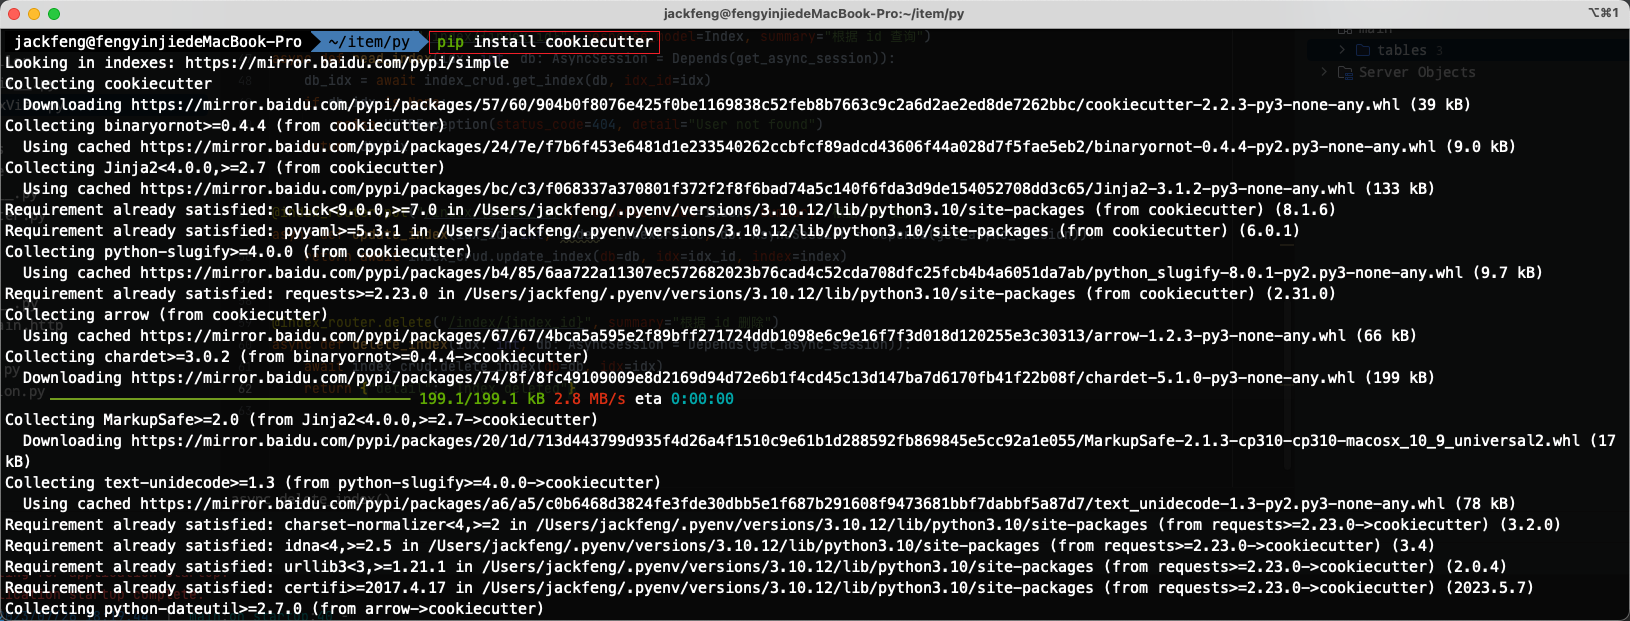 jackfeng@fengyinjiedeMacBook-Pro:~/item/py
⌥⌘1
jackfeng@fengyinjiedeMacBook-Pro ~/item/py pip install cookiecutter
Looking in indexes: https://mirror.baidu.com/pypi/simple
Collecting cookiecutter
Downloading https://mirror.baidu.com/pypi/packages/57/60/904b0f8076e425f0be1169838c52feb8b7663c9c2a6d2ae2ed8de7262bbc/cookiecutter-2.2.3-py3-none-any.whl (39 kB)
Collecting binaryornot>=0.4.4 (from cookiecutter)
Using cached https://mirror.baidu.com/pypi/packages/24/7e/f7b6f453e6481d1e233540262ccbfcf89adcd43606f44a028d7f5fae5eb2/binaryornot-0.4.4-py2.py3-none-any.whl (9.0 kB)
Collecting Jinja2<4.0.0,>=2.7 (from cookiecutter)
Using cached https://mirror.baidu.com/pypi/packages/bc/c3/f068337a370801f372f2f8f6bad74a5c140f6fda3d9de154052708dd3c65/Jinja2-3.1.2-py3-none-any.whl (133 kB)
Requirement already satisfied: click<9.0.0,>=7.0 in /Users/jackfeng/.pyenv/versions/3.10.12/lib/python3.10/site-packages (from cookiecutter) (8.1.6)
Requirement already satisfied: pyyaml>=5.3.1 in /Users/jackfeng/.pyenv/versions/3.10.12/lib/python3.10/site-packages (from cookiecutter) (6.0.1)
Collecting python-slugify>=4.0.0 (from cookiecutter)
Using cached https://mirror.baidu.com/pypi/packages/b4/85/6aa722a11307ec572682023b76cad4c52cda708dfc25fcb4b4a6051da7ab/python_slugify-8.0.1-py2.py3-none-any.whl (9.7 kB)
Requirement already satisfied: requests>=2.23.0 in /Users/jackfeng/.pyenv/versions/3.10.12/lib/python3.10/site-packages (from cookiecutter) (2.31.0)
Collecting arrow (from cookiecutter)
Using cached https://mirror.baidu.com/pypi/packages/67/67/4bca5a595e2f89bff271724ddb1098e6c9e16f7f3d018d120255e3c30313/arrow-1.2.3-py3-none-any.whl (66 kB)
Collecting chardet>=3.0.2 (from binaryornot>=0.4.4->cookiecutter)
Downloading https://mirror.baidu.com/pypi/packages/74/8f/8fc49109009e8d2169d94d72e6b1f4cd45c13d147ba7d6170fb41f22b08f/chardet-5.1.0-py3-none-any.whl (199 kB)
199.1/199.1 kB 2.8 MB/s eta 0:00:00
Collecting MarkupSafe>=2.0 (from Jinja2<4.0.0,>=2.7->cookiecutter)
Downloading https://mirror.baidu.com/pypi/packages/20/1d/713d443799d935f4d26a4f1510c9e61b1d288592fb869845e5cc92a1e055/MarkupSafe-2.1.3-cp310-cp310-macosx_10_9_universal2.whl (17
kB)
Collecting text-unidecode>=1.3 (from python-slugify>=4.0.0->cookiecutter)
Using cached https://mirror.baidu.com/pypi/packages/a6/a5/c0b6468d3824fe3fde30dbb5e1f687b291608f9473681bbf7dabbf5a87d7/text_unidecode-1.3-py2.py3-none-any.whl (78 kB)
Requirement already satisfied: charset-normalizer<4,>=2 in /Users/jackfeng/.pyenv/versions/3.10.12/lib/python3.10/site-packages (from requests>=2.23.0->cookiecutter) (3.2.0)
Requirement already satisfied: idna<4,>=2.5 in /Users/jackfeng/.pyenv/versions/3.10.12/lib/python3.10/site-packages (from requests>=2.23.0->cookiecutter) (3.4)
Requirement already satisfied: urllib3<3,>=1.21.1 in /Users/jackfeng/.pyenv/versions/3.10.12/lib/python3.10/site-packages (from requests>=2.23.0->cookiecutter) (2.0.4)
Requirement already satisfied: certifi>=2017.4.17 in /Users/jackfeng/.pyenv/versions/3.10.12/lib/python3.10/site-packages (from requests>=2.23.0->cookiecutter) (2023.5.7)
Collecting python-dateutil>=2.7.0 (from arrow->cookiecutter)